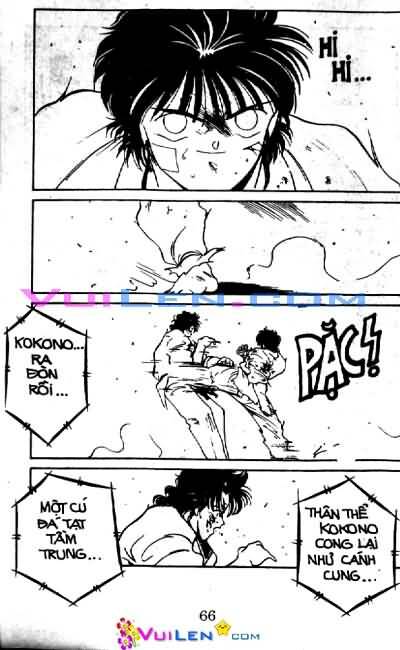 HI
HI...
VUILEN.COM
KOKONO...
RA
ĐÒN
RỒI...
PẶC!
MỘT CÚ
ĐÁ TẠT
TẦM
TRUNG...
THÂN THỂ
KOKONO
CONG LẠI
NHƯ CÁNH
CUNG...
66
VUILEN.COM